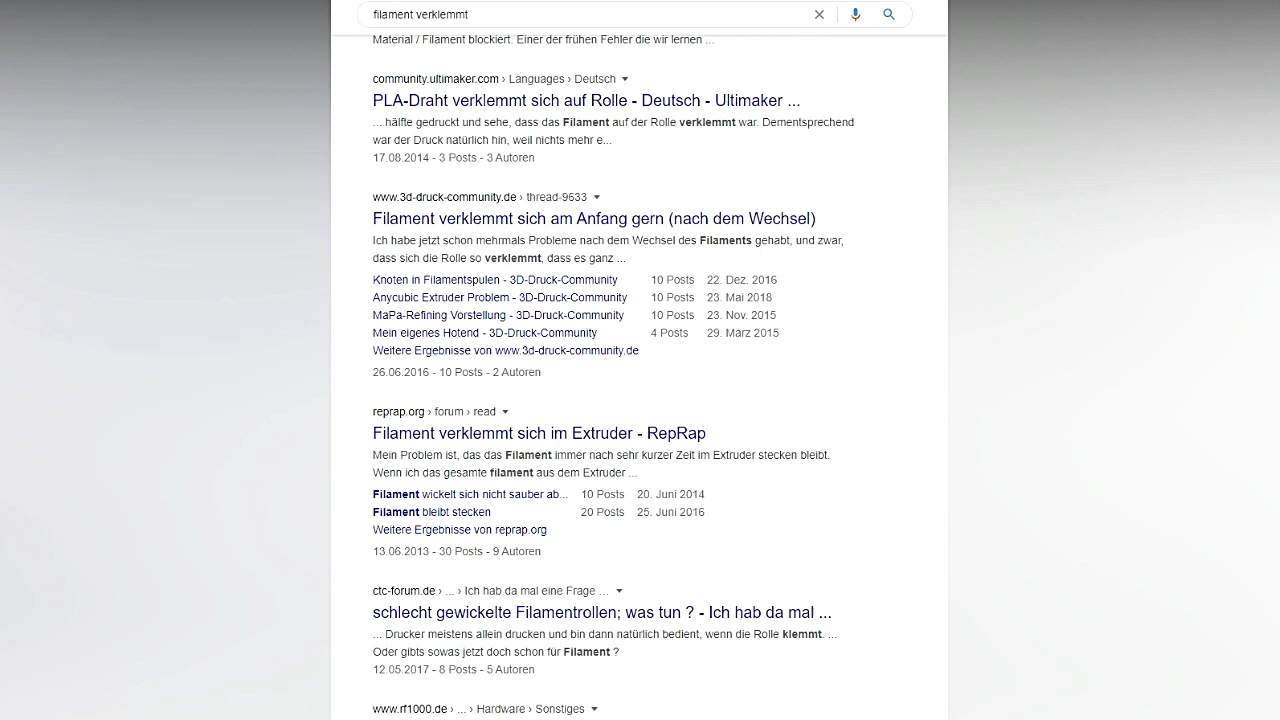 filament verklemmt
Material / Filament blockiert. Einer der frühen Fehler die wir lernen ...
community.ultimaker.com › Languages › Deutsch
PLA-Draht verklemmt sich auf Rolle - Deutsch - Ultimaker ...
... hälfte gedruckt und sehe, dass das Filament auf der Rolle verklemmt war. Dementsprechend
war der Druck natürlich hin, weil nichts mehr e...
17.08.2014 - 3 Posts - 3 Autoren
www.3d-druck-community.de › thread-9633
Filament verklemmt sich am Anfang gern (nach dem Wechsel)
Ich habe jetzt schon mehrmals Probleme nach dem Wechsel des Filaments gehabt, und zwar,
dass sich die Rolle so verklemmt, dass es ganz ...
Knoten in Filamentspulen - 3D-Druck-Community 10 Posts 22. Dez. 2016
Anycubic Extruder Problem - 3D-Druck-Community 10 Posts 23. Mai 2018
MaPa-Refining Vorstellung - 3D-Druck-Community 10 Posts 23. Nov. 2015
Mein eigenes Hotend - 3D-Druck-Community 4 Posts 29. März 2015
Weitere Ergebnisse von www.3d-druck-community.de
26.06.2016 - 10 Posts - 2 Autoren
reprap.org › forum › read
Filament verklemmt sich im Extruder - RepRap
Mein Problem ist, das das Filament immer nach sehr kurzer Zeit im Extruder stecken bleibt.
Wenn ich das gesamte filament aus dem Extruder ...
Filament wickelt sich nicht sauber ab... 10 Posts 20. Juni 2014
Filament bleibt stecken 20 Posts 25. Juni 2016
Weitere Ergebnisse von reprap.org
13.06.2013 - 30 Posts - 9 Autoren
ctc-forum.de › ... › Ich hab da mal eine Frage ...
schlecht gewickelte Filamentrollen; was tun ? - Ich hab da mal ...
... Drucker meistens allein drucken und bin dann natürlich bedient, wenn die Rolle klemmt. ...
Oder gibts sowas jetzt doch schon für Filament ?
12.05.2017 - 8 Posts - 5 Autoren
www.rf1000.de › ... › Hardware › Sonstiges